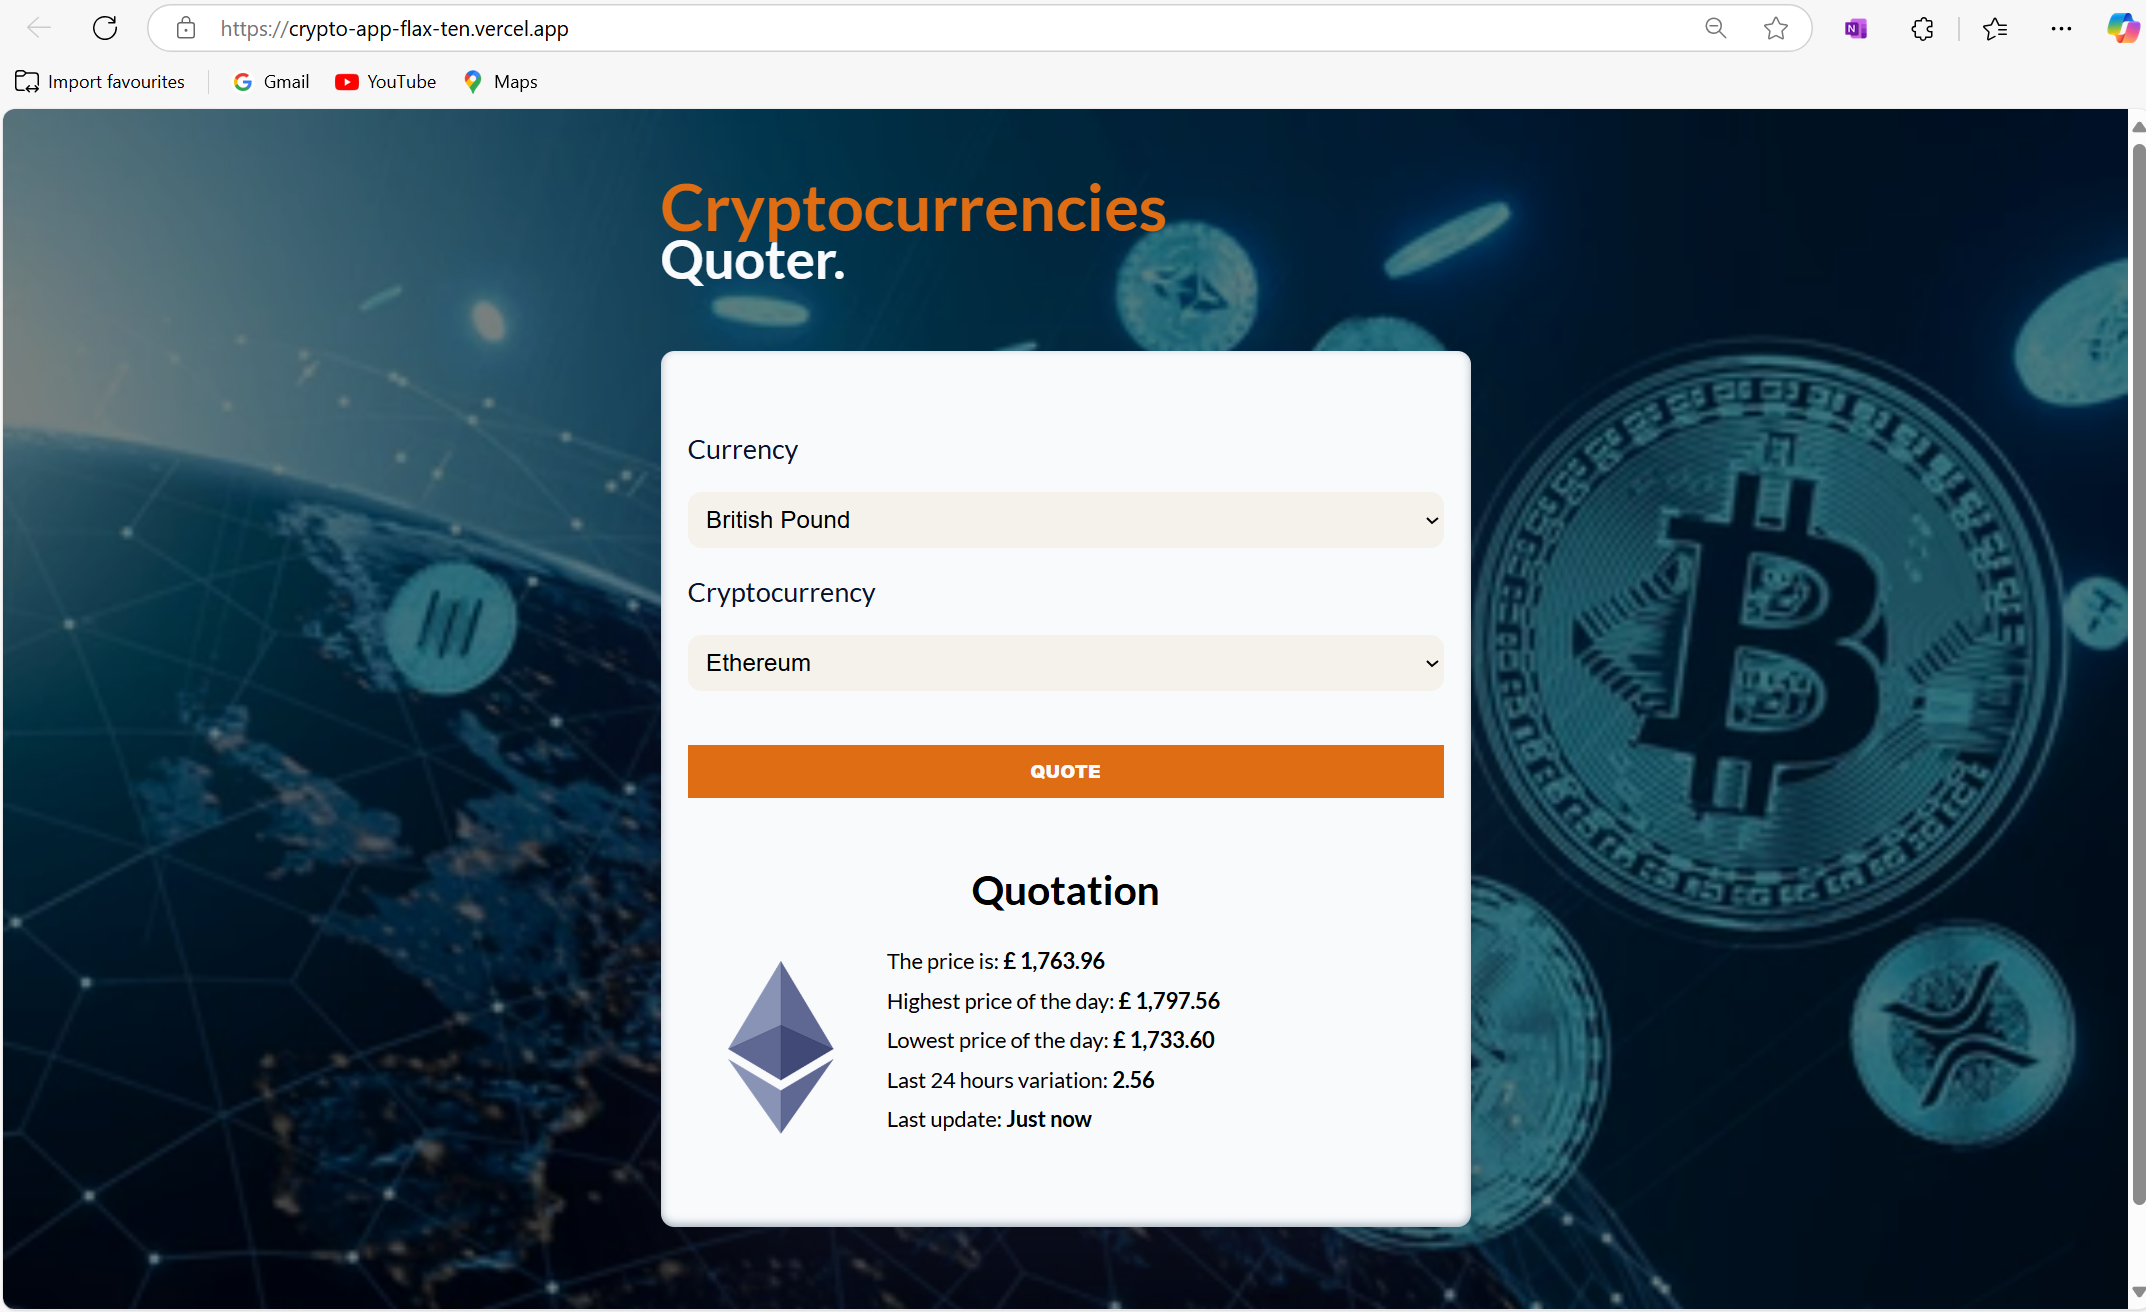 https://crypto-app-flax-ten.vercel.app
Import favourites Gmail YouTube Maps
Cryptocurrencies
Quoter.
Currency
British Pound
Cryptocurrency
Ethereum
QUOTE
Quotation
The price is: £ 1,763.96
Highest price of the day: £ 1,797.56
Lowest price of the day: £ 1,733.60
Last 24 hours variation: 2.56
Last update: Just now